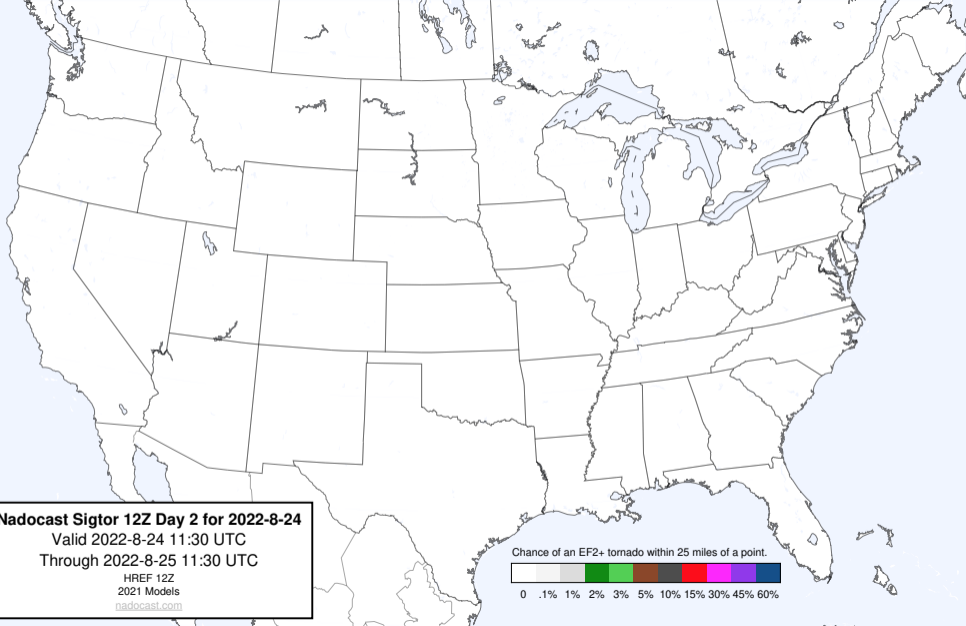 Nadocast Sigtor 12Z Day 2 for 2022-8-24
Valid 2022-8-24 11:30 UTC
Through 2022-8-25 11:30 UTC
HREF 12Z
2021 Models
nadocast.com
Chance of an EF2+ tornado within 25 miles of a point.
0 .1% 1% 2% 3% 5% 10% 15% 30% 45% 60%